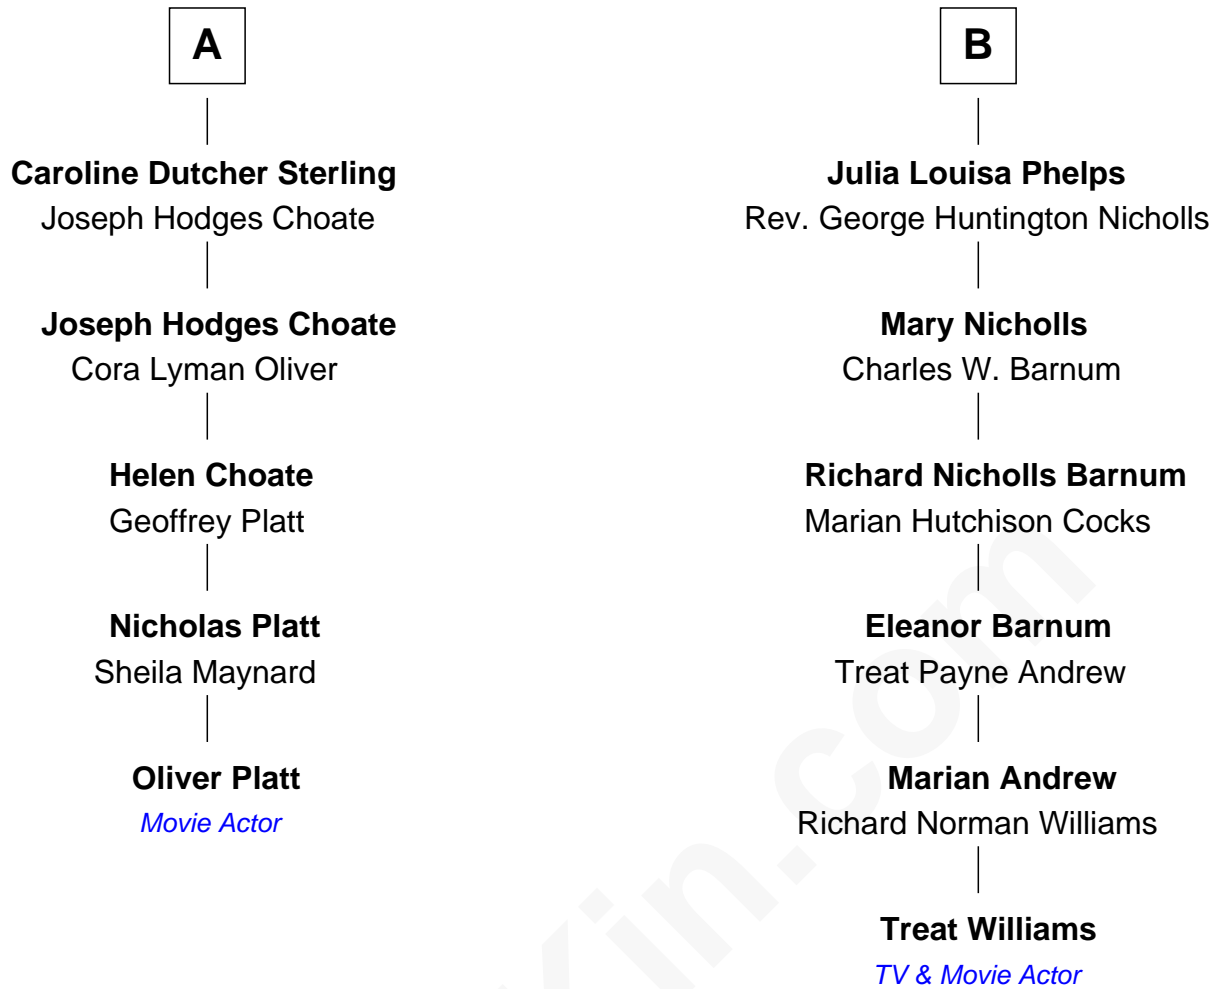 A
Caroline Dutcher Sterling
Joseph Hodges Choate
Joseph Hodges Choate
Cora Lyman Oliver
Helen Choate
Geoffrey Platt
Nicholas Platt
Sheila Maynard
Oliver Platt
Movie Actor
B
Julia Louisa Phelps
Rev. George Huntington Nicholls
Mary Nicholls
Charles W. Barnum
Richard Nicholls Barnum
Marian Hutchison Cocks
Eleanor Barnum
Treat Payne Andrew
Marian Andrew
Richard Norman Williams
Treat Williams
TV & Movie Actor
Kin.com